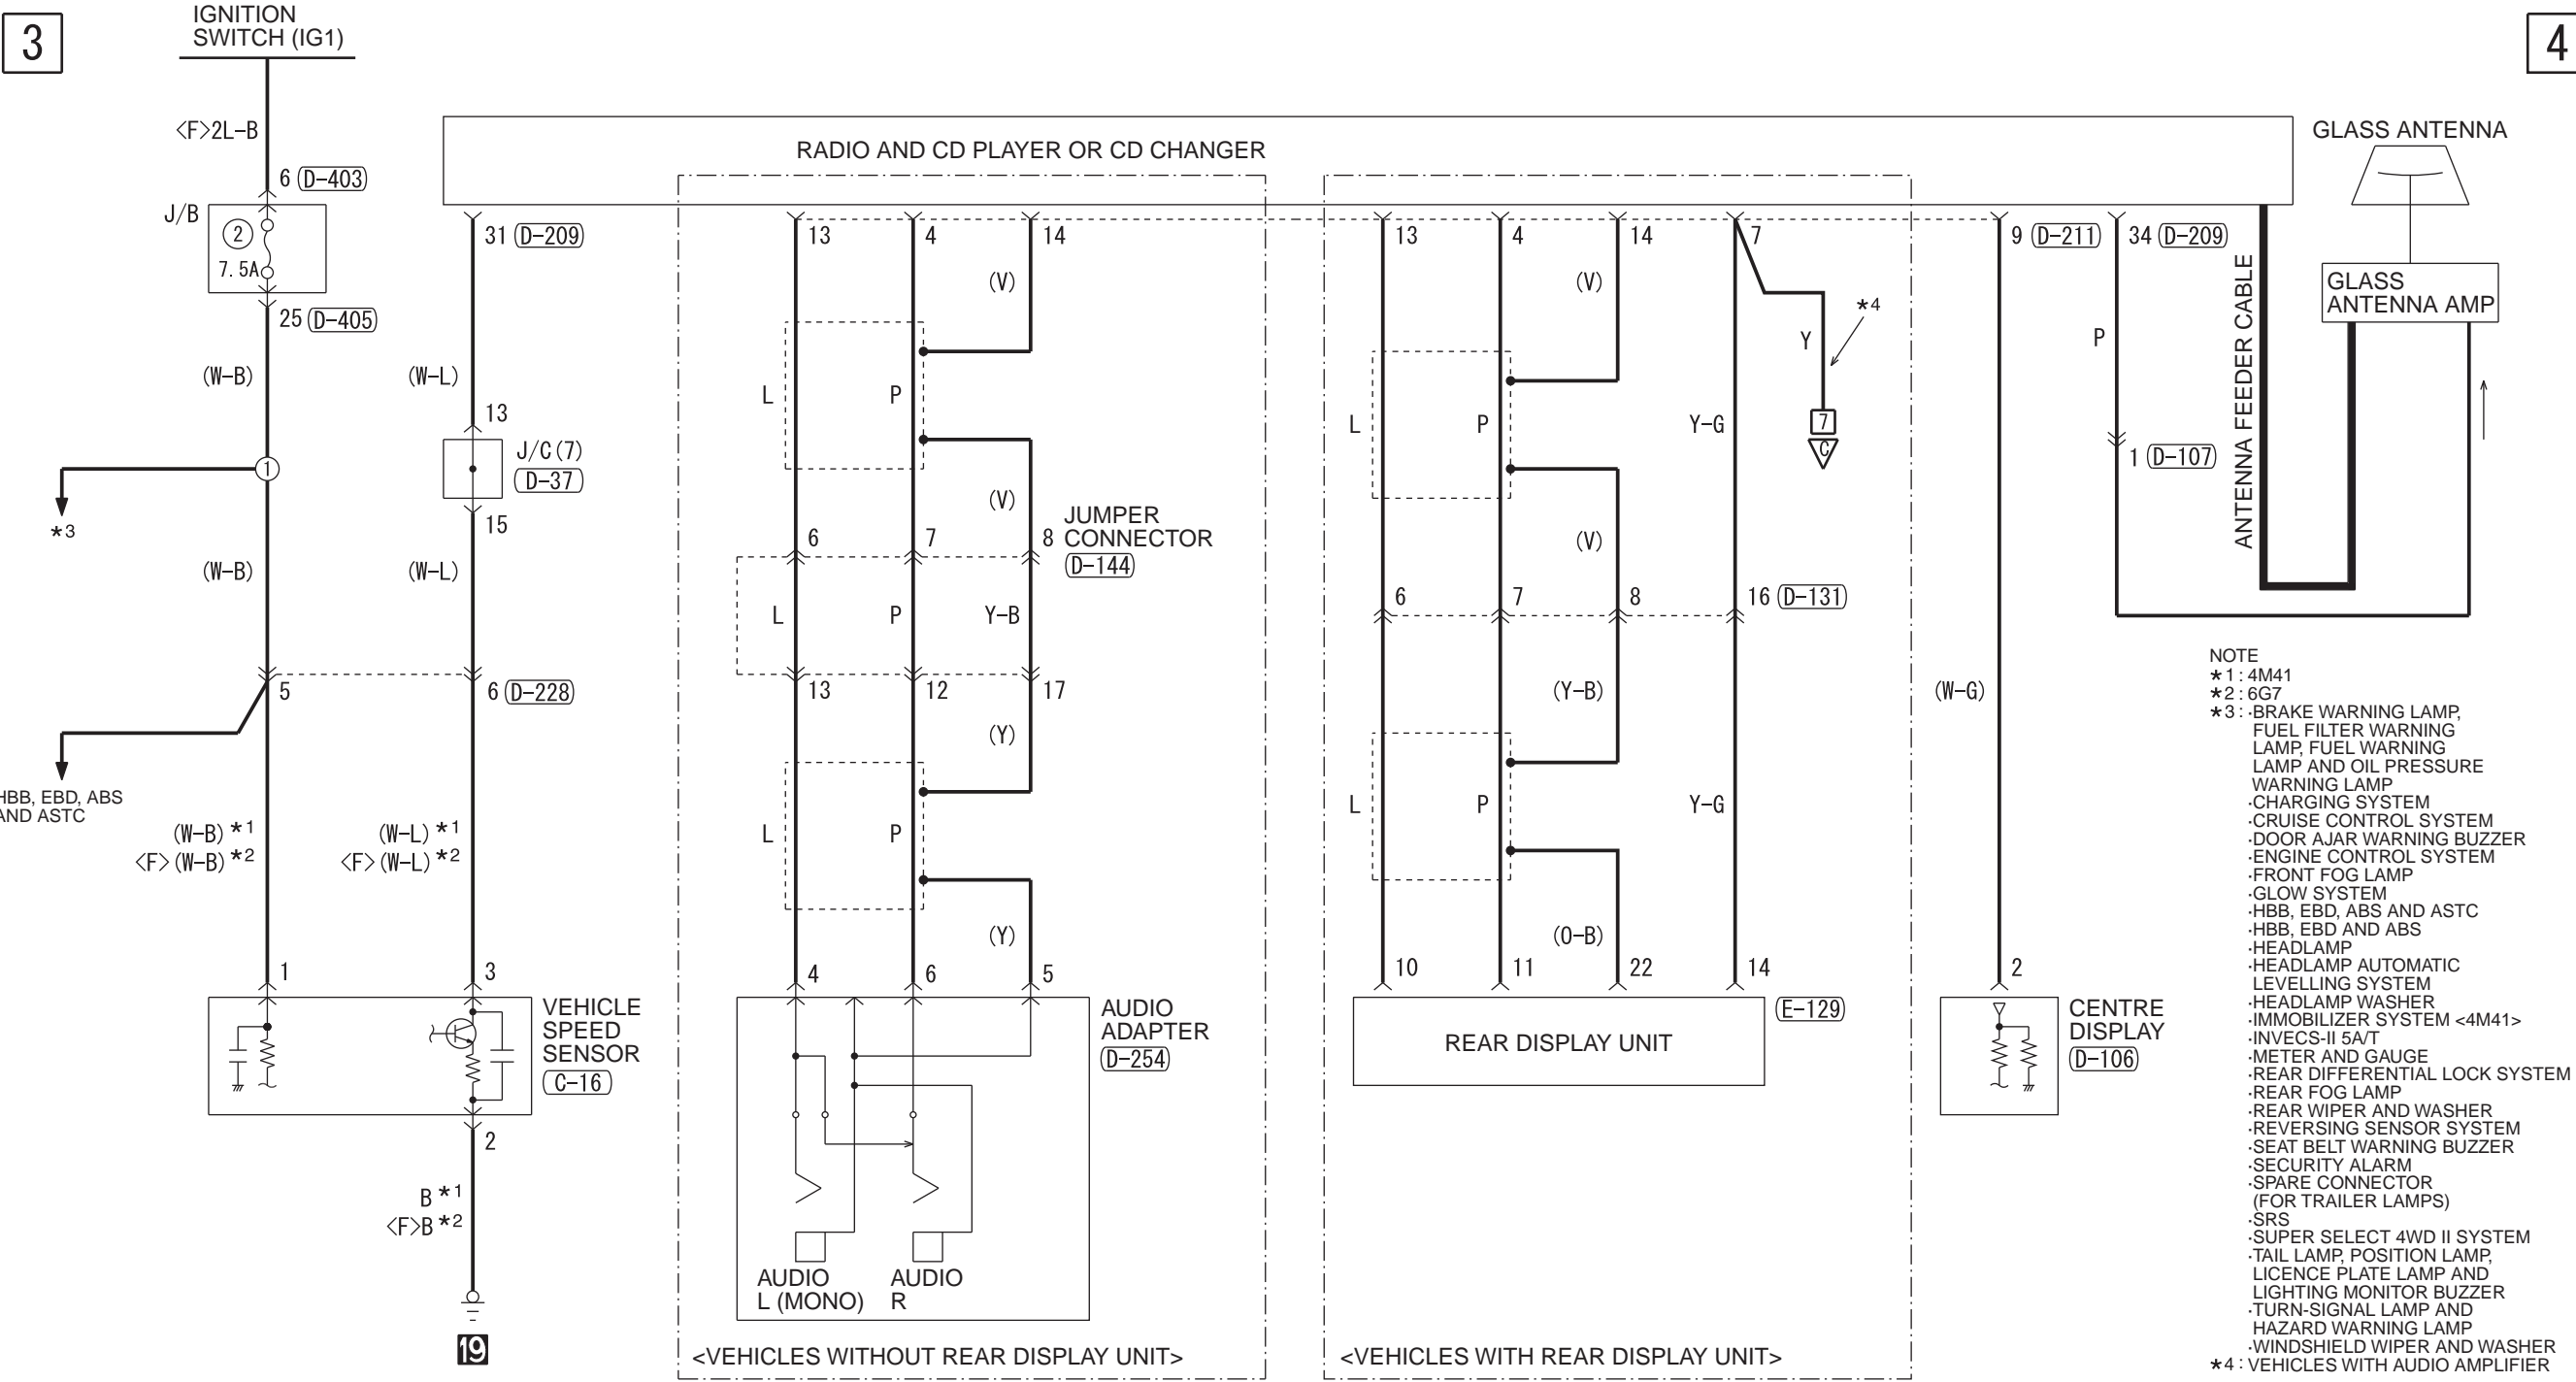 3
IGNITION
SWITCH (IG1)
4
<F>2L-B
6 (D-403)
J/B
2
7.5A
25 (D-405)
(W-B)
1
*3
(W-B)
5
HBB, EBD, ABS
AND ASTC
(W-B) *1
<F>(W-B) *2
1
RADIO AND CD PLAYER OR CD CHANGER
31 (D-209)
(W-L)
13
J/C(7)
(D-37)
15
(W-L)
6 (D-228)
(W-L) *1
<F>(W-L) *2
3
VEHICLE
SPEED
SENSOR
(C-16)
2
B *1
<F>B *2
19
13 4 14
(V)
L P
(V)
6 7 8
JUMPER
CONNECTOR
(D-144)
L P Y-B
13 12 17
(Y)
L P
(Y)
4 6 5
AUDIO
ADAPTER
(D-254)
AUDIO
L (MONO)
AUDIO
R
<VEHICLES WITHOUT REAR DISPLAY UNIT>
13 4 14 7
(V)
*4
Y
L P Y-G
7
C
(V)
6 7 8 16 (D-131)
(Y-B)
L P Y-G
(O-B)
10 11 22 14
(E-129)
REAR DISPLAY UNIT
<VEHICLES WITH REAR DISPLAY UNIT>
9 (D-211)
(W-G)
2
CENTRE
DISPLAY
(D-106)
34 (D-209)
P
1 (D-107)
ANTENNA FEEDER CABLE
GLASS ANTENNA
GLASS
ANTENNA AMP
NOTE
*1 : 4M41
*2 : 6G7
*3 : ·BRAKE WARNING LAMP,
FUEL FILTER WARNING
LAMP, FUEL WARNING
LAMP AND OIL PRESSURE
WARNING LAMP
·CHARGING SYSTEM
·CRUISE CONTROL SYSTEM
·DOOR AJAR WARNING BUZZER
·ENGINE CONTROL SYSTEM
·FRONT FOG LAMP
·GLOW SYSTEM
·HBB, EBD, ABS AND ASTC
·HBB, EBD AND ABS
·HEADLAMP
·HEADLAMP AUTOMATIC
LEVELLING SYSTEM
·HEADLAMP WASHER
·IMMOBILIZER SYSTEM <4M41>
·INVECS-II 5A/T
·METER AND GAUGE
·REAR DIFFERENTIAL LOCK SYSTEM
·REAR FOG LAMP
·REAR WIPER AND WASHER
·REVERSING SENSOR SYSTEM
·SEAT BELT WARNING BUZZER
·SECURITY ALARM
·SPARE CONNECTOR
(FOR TRAILER LAMPS)
·SRS
·SUPER SELECT 4WD II SYSTEM
·TAIL LAMP, POSITION LAMP,
LICENCE PLATE LAMP AND
LIGHTING MONITOR BUZZER
·TURN-SIGNAL LAMP AND
HAZARD WARNING LAMP
·WINDSHIELD WIPER AND WASHER
*4 : VEHICLES WITH AUDIO AMPLIFIER